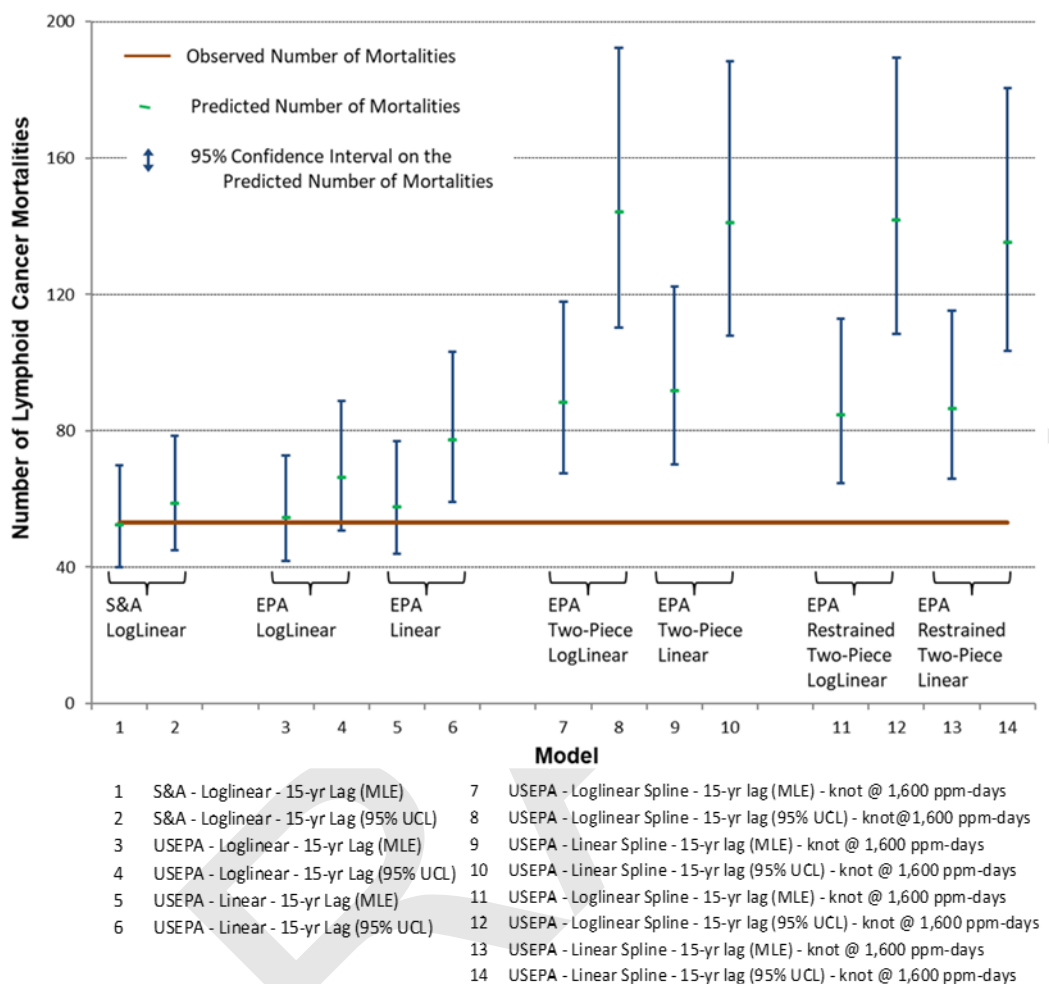 Number of Lymphoid Cancer Mortalities
200
160
120
80
40
0
Observed Number of Mortalities
Predicted Number of Mortalities
95% Confidence Interval on the
Predicted Number of Mortalities
S&A
LogLinear
EPA
LogLinear
EPA
Linear
EPA
Two-Piece
LogLinear
EPA
Two-Piece
Linear
EPA
Restrained
Two-Piece
LogLinear
EPA
Restrained
Two-Piece
Linear
1 2 3 4 5 6 7 8 9 10 11 12 13 14
Model
1 S&A - Loglinear - 15-yr Lag (MLE)
2 S&A - Loglinear - 15-yr Lag (95% UCL)
3 USEPA - Loglinear - 15-yr Lag (MLE)
4 USEPA - Loglinear - 15-yr Lag (95% UCL)
5 USEPA - Linear - 15-yr Lag (MLE)
6 USEPA - Linear - 15-yr Lag (95% UCL)
7 USEPA - Loglinear Spline - 15-yr lag (MLE) - knot @ 1,600 ppm-days
8 USEPA - Loglinear Spline - 15-yr lag (95% UCL) - knot@1,600 ppm-days
9 USEPA - Linear Spline - 15-yr lag (MLE) - knot @ 1,600 ppm-days
10 USEPA - Linear Spline - 15-yr lag (95% UCL) - knot @ 1,600 ppm-days
11 USEPA - Loglinear Spline - 15-yr lag (MLE) - knot @ 1,600 ppm-days
12 USEPA - Loglinear Spline - 15-yr lag (95% UCL) - knot @ 1,600 ppm-days
13 USEPA - Linear Spline - 15-yr lag (MLE) - knot @ 1,600 ppm-days
14 USEPA - Linear Spline - 15-yr lag (95% UCL) - knot @ 1,600 ppm-days